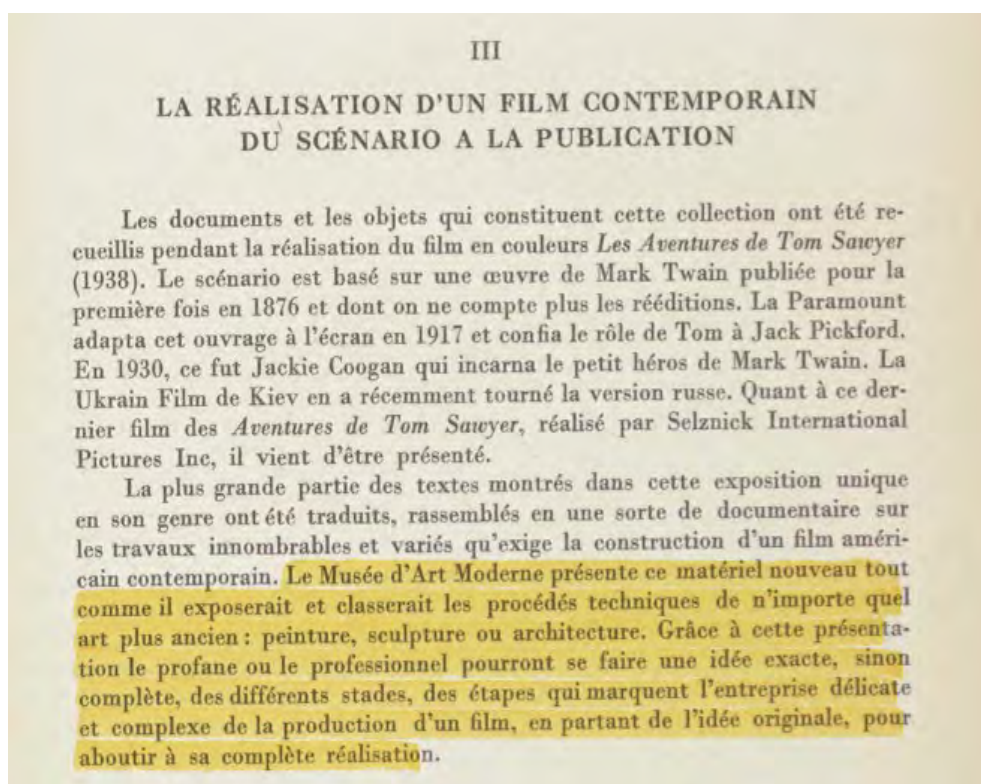 III
LA RÉALISATION D'UN FILM CONTEMPORAIN
DU SCÉNARIO A LA PUBLICATION
Les documents et les objets qui constituent cette collection ont été re-
cueillis pendant la réalisation du film en couleurs Les Aventures de Tom Sawyer
(1938). Le scénario est basé sur une œuvre de Mark Twain publiée pour la
première fois en 1876 et dont on ne compte plus les rééditions. La Paramount
adapta cet ouvrage à l'écran en 1917 et confia le rôle de Tom à Jack Pickford.
En 1930, ce fut Jackie Coogan qui incarna le petit héros de Mark Twain. La
Ukrain Film de Kiev en a récemment tourné la version russe. Quant à ce der-
nier film des Aventures de Tom Sawyer, réalisé par Selznick International
Pictures Inc, il vient d'être présenté.
La plus grande partie des textes montrés dans cette exposition unique
en son genre ont été traduits, rassemblés en une sorte de documentaire sur
les travaux innombrables et variés qu'exige la construction d'un film améri-
cain contemporain. Le Musée d'Art Moderne présente ce matériel nouveau tout
comme il exposerait et classerait les procédés techniques de n'importe quel
art plus ancien : peinture, sculpture ou architecture. Grâce à cette présenta-
tion le profane ou le professionnel pourront se faire une idée exacte, sinon
complète, des différents stades, des étapes qui marquent l'entreprise délicate
et complexe de la production d'un film, en partant de l'idée originale, pour
aboutir à sa complète réalisation.